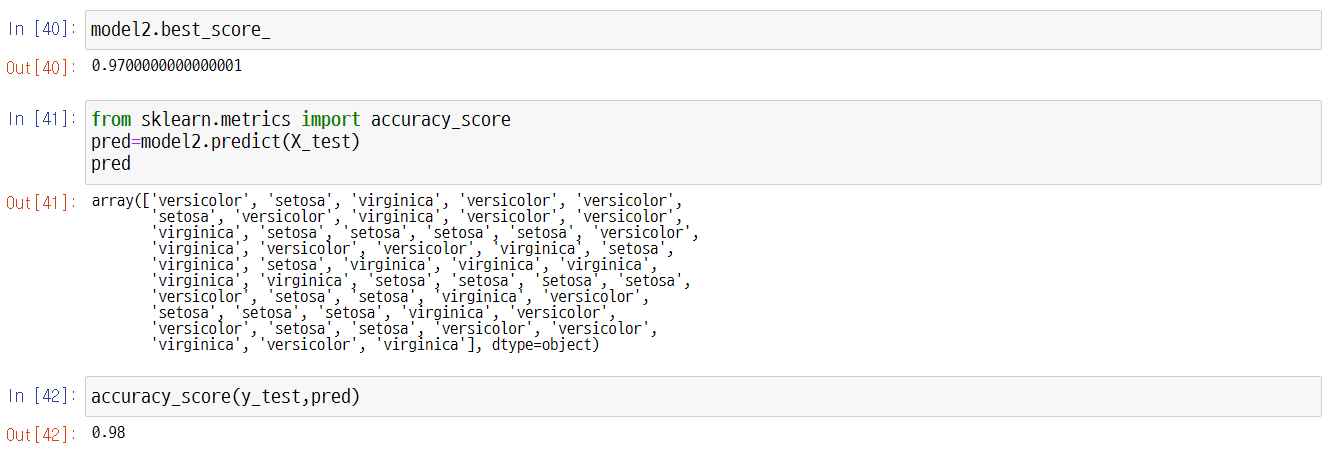 In [40]: model2.best_score_
Out[40]: 0.9700000000000001
In [41]: from sklearn.metrics import accuracy_score
pred=model2.predict(X_test)
pred
Out[41]: array(['versicolor', 'setosa', 'virginica', 'versicolor', 'versicolor',
'setosa', 'versicolor', 'virginica', 'versicolor', 'versicolor',
'virginica', 'setosa', 'setosa', 'setosa', 'setosa', 'versicolor',
'virginica', 'versicolor', 'versicolor', 'virginica', 'setosa',
'virginica', 'setosa', 'virginica', 'virginica', 'virginica',
'virginica', 'virginica', 'setosa', 'setosa', 'setosa', 'setosa',
'versicolor', 'setosa', 'setosa', 'virginica', 'versicolor',
'setosa', 'setosa', 'setosa', 'virginica', 'versicolor',
'versicolor', 'setosa', 'setosa', 'versicolor', 'versicolor',
'virginica', 'versicolor', 'virginica'], dtype=object)
In [42]: accuracy_score(y_test,pred)
Out[42]: 0.98